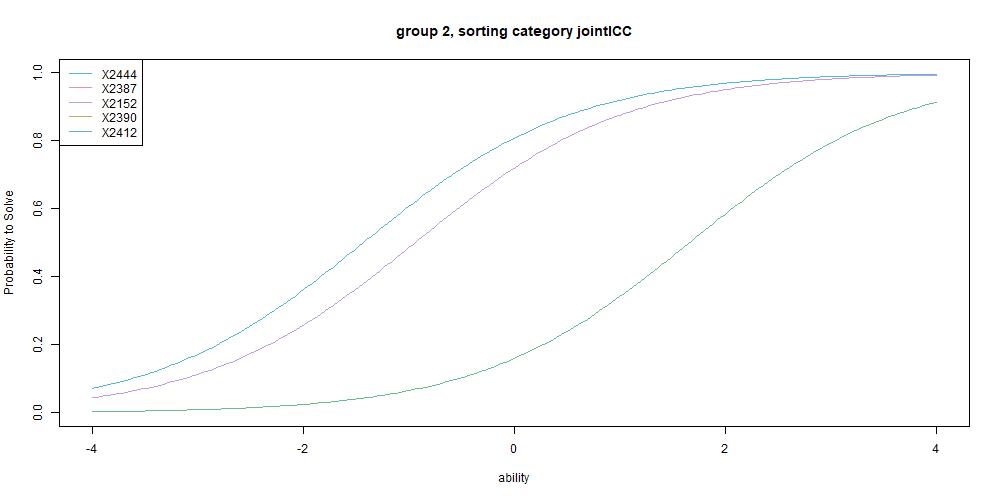 group 2, sorting category jointICC
X2444
X2387
X2152
X2390
X2412
Probability to Solve
1.0
0.8
0.6
0.4
0.2
0.0
-4 -2 0 2 4
ability